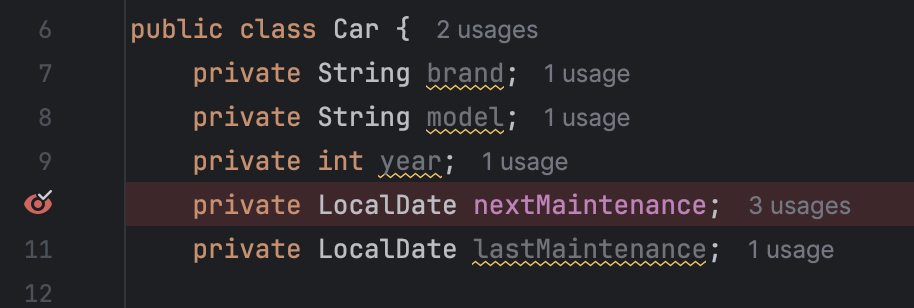 6 public class Car { 2 usages
7 private String brand; 1 usage
8 private String model; 1 usage
9 private int year; 1 usage
private LocalDate nextMaintenance; 3 usages
11 private LocalDate lastMaintenance; 1 usage
12